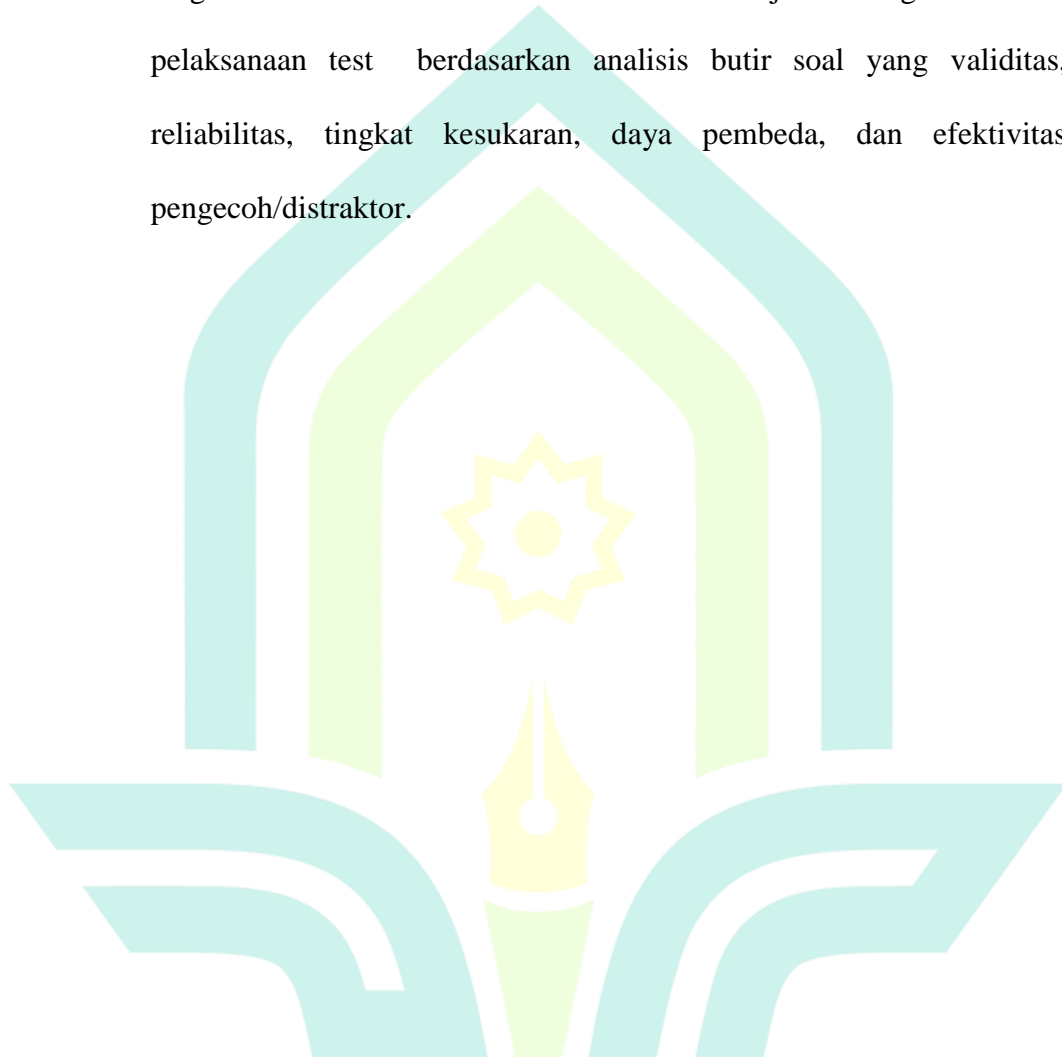 pelaksanaan test berdasarkan analisis butir soal yang validitas,
reliabilitas, tingkat kesukaran, daya pembeda, dan efektivitas
pengecoh/distraktor.